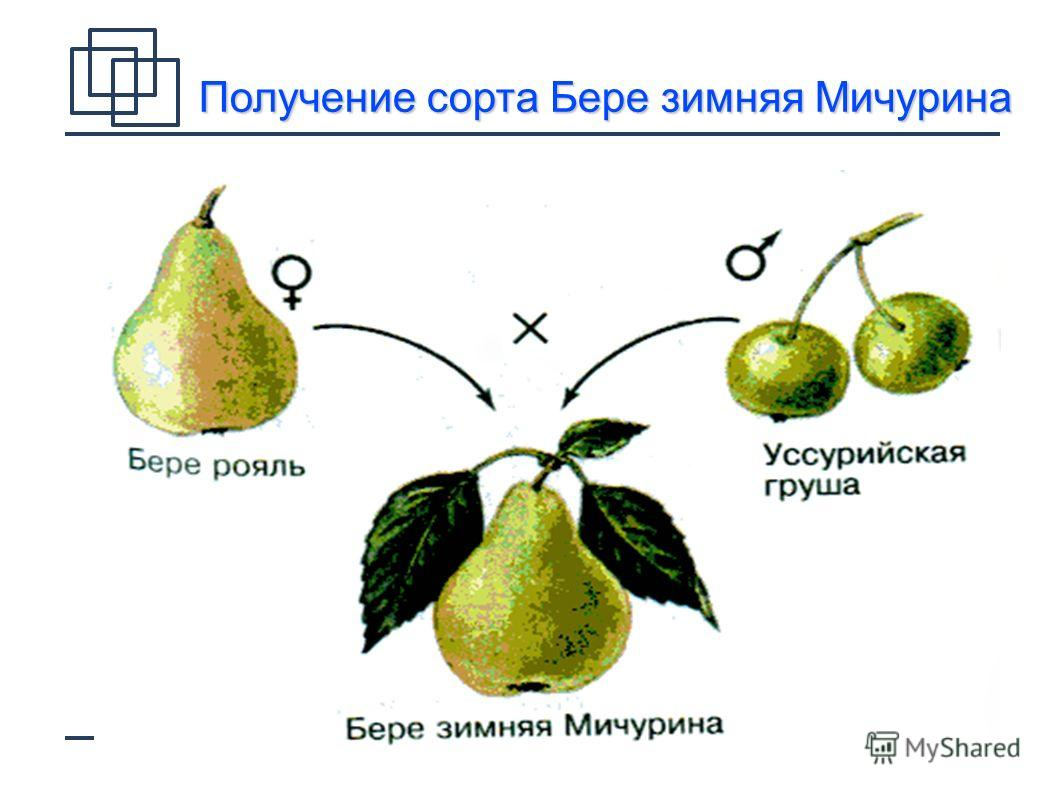 Получение сорта Бере зимняя Мичурина
♀
♂
×
Бере рояль
Уссурийская
груша
Бере зимняя Мичурина
MyShared